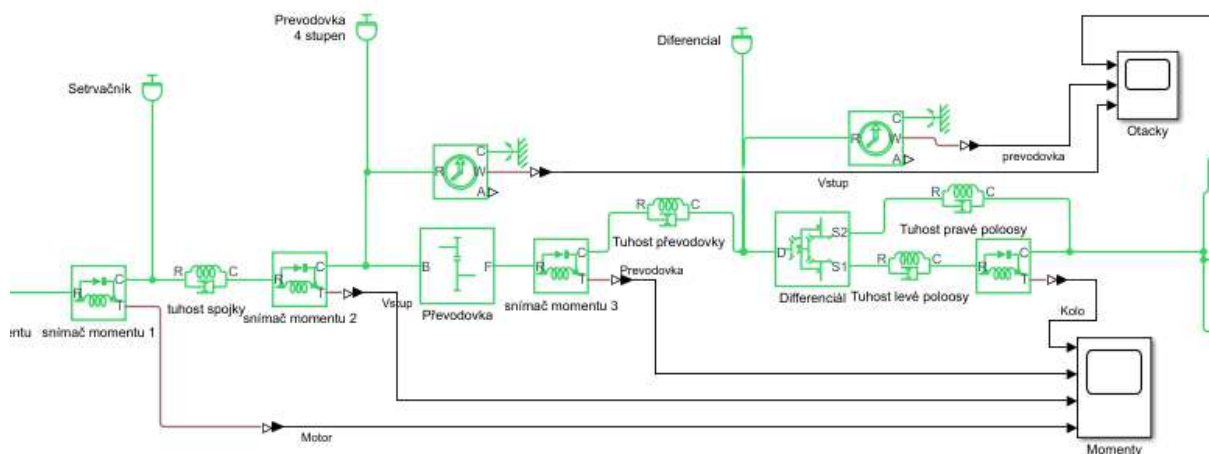 Prevodovka
4 stupen
Diferencial
Setrvačník
C
R
W
A
C
R
W
A
Otacky
prevodovka
Vstup
R
C
Tuhost převodovky
R
C
Tuhost pravé poloosy
S2
D
S1
Differenciál
R
C
Tuhost levé poloosy
R
C
T
Kolo
R
C
T
snímač momentu 1
entu
R
C
tuhost spojky
R
C
T
snímač momentu 2
Vstup
B
F
Převodovka
R
C
T
snímač momentu 3
Prevodovka
Motor
Momenty